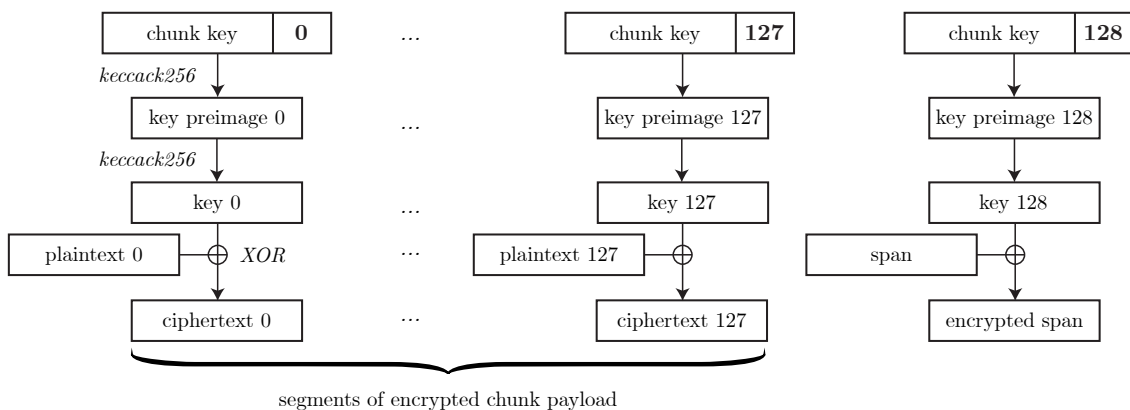 chunk key 0 ... chunk key 127 chunk key 128
keccack256
key preimage 0 ... key preimage 127 key preimage 128
keccack256
key 0 ... key 127 key 128
plaintext 0 XOR ... plaintext 127 span
ciphertext 0 ... ciphertext 127 encrypted span
segments of encrypted chunk payload